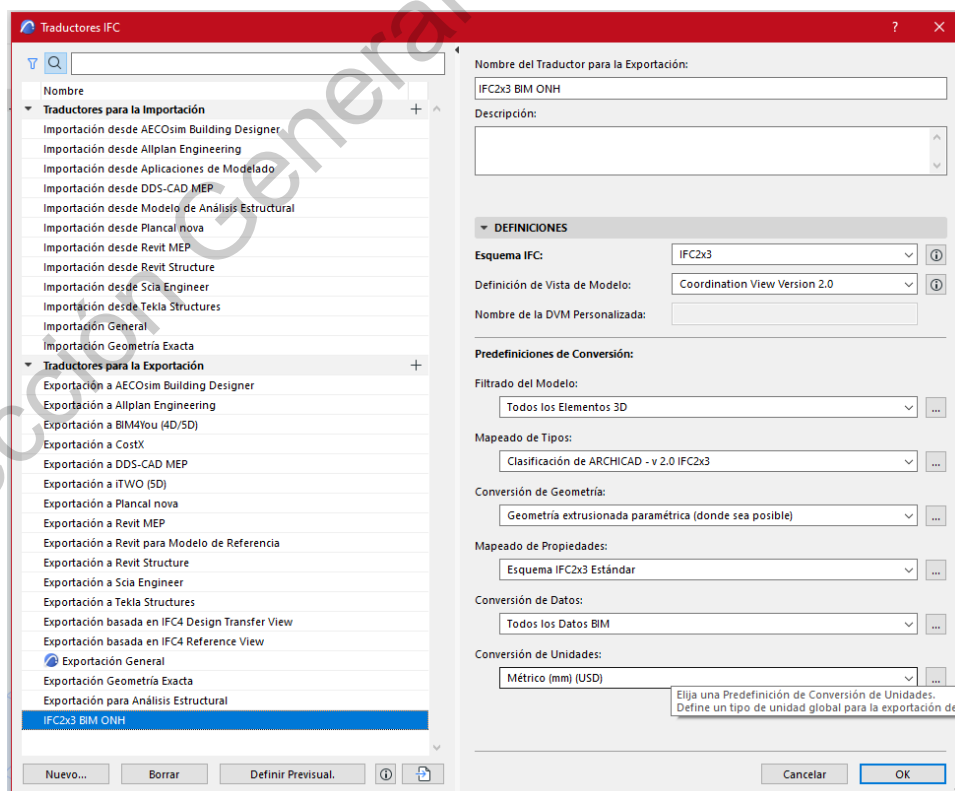 Traductores IFC
Nombre
Traductores para la Importación
Importación desde AECOsim Building Designer
Importación desde Allplan Engineering
Importación desde Aplicaciones de Modelado
Importación desde DDS-CAD MEP
Importación desde Modelo de Análisis Estructural
Importación desde Plancal nova
Importación desde Revit MEP
Importación desde Revit Structure
Importación desde Scia Engineer
Importación desde Tekla Structures
Importación General
Importación Geometría Exacta
Traductores para la Exportación
Exportación a AECOsim Building Designer
Exportación a Allplan Engineering
Exportación a BIM4You (4D/5D)
Exportación a CostX
Exportación a DDS-CAD MEP
Exportación a iTWO (5D)
Exportación a Plancal nova
Exportación a Revit MEP
Exportación a Revit para Modelo de Referencia
Exportación a Revit Structure
Exportación a Scia Engineer
Exportación a Tekla Structures
Exportación basada en IFC4 Design Transfer View
Exportación basada en IFC4 Reference View
Exportación General
Exportación Geometría Exacta
Exportación para Análisis Estructural
IFC2x3 BIM ONH
Nuevo...
Borrar
Definir Previsual.
Nombre del Traductor para la Exportación:
IFC2x3 BIM ONH
Descripción:
DEFINICIONES
Esquema IFC:
IFC2x3
Definición de Vista de Modelo:
Coordination View Version 2.0
Nombre de la DVM Personalizada:
Predefiniciones de Conversión:
Filtrado del Modelo:
Todos los Elementos 3D
...
Mapeado de Tipos:
Clasificación de ARCHICAD - v 2.0 IFC2x3
...
Conversión de Geometría:
Geometría extrusionada paramétrica (donde sea posible)
...
Mapeado de Propiedades:
Esquema IFC2x3 Estándar
...
Conversión de Datos:
Todos los Datos BIM
...
Conversión de Unidades:
Métrico (mm) (USD)
...
Elija una Predefinición de Conversión de Unidades.
Define un tipo de unidad global para la exportación de
Cancelar
OK
cción General